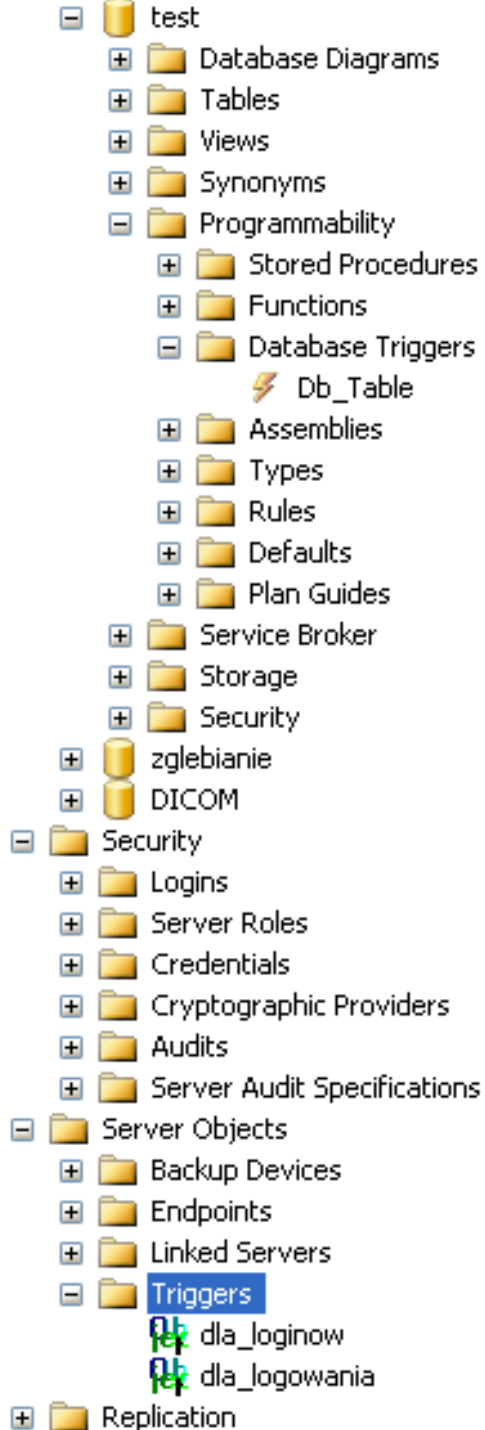 test
Database Diagrams
Tables
Views
Synonyms
Programmability
Stored Procedures
Functions
Database Triggers
Db_Table
Assemblies
Types
Rules
Defaults
Plan Guides
Service Broker
Storage
Security
zglebianie
DICOM
Security
Logins
Server Roles
Credentials
Cryptographic Providers
Audits
Server Audit Specifications
Server Objects
Backup Devices
Endpoints
Linked Servers
Triggers
dla_loginow
dla_logowania
Replication